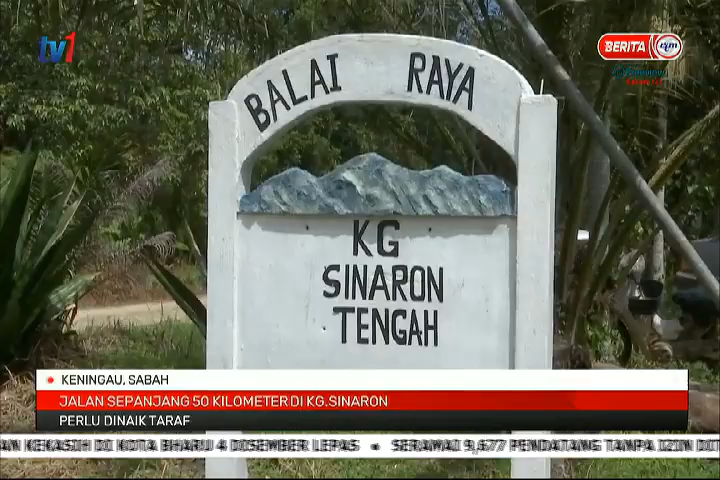 tv1
BERITA
BALAI RAYA
KG
SINARON
TENGAH
KENINGAU, SABAH
JALAN SEPANJANG 50 KILOMETER DI KG.SINARON
PERLU DINAIK TARAF
KEKASIH DI KOTA BHARU 4 DISEMBER LEPAS • SERAMAI 9,677 PENDATANG TANPA IZIN